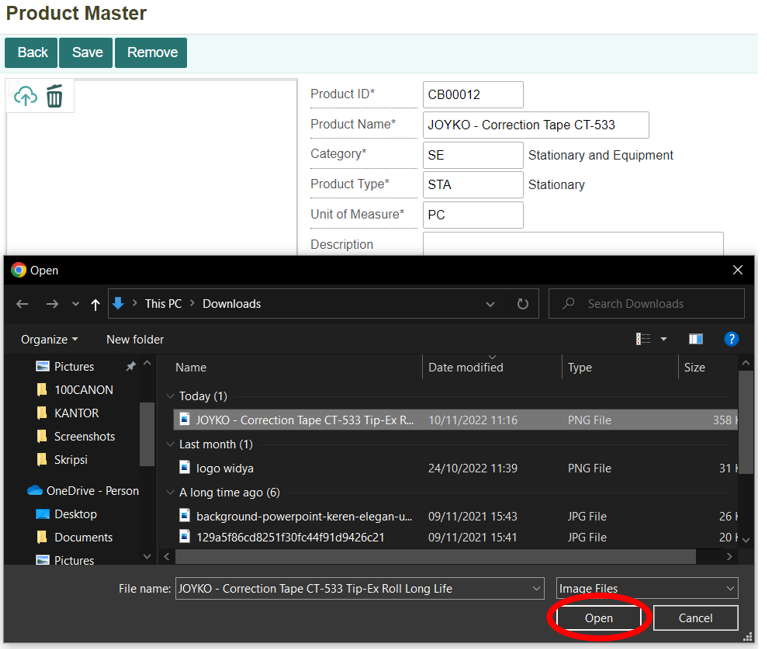 Product Master
Back Save Remove
Product ID* CB00012
Product Name* JOYKO - Correction Tape CT-533
Category* SE Stationary and Equipment
Product Type* STA Stationary
Unit of Measure* PC
Description
Open
This PC > Downloads Search Downloads
Organize New folder ?
Pictures Name Date modified Type Size
100CANON Today (1)
KANTOR JOYKO - Correction Tape CT-533 Tip-Ex R... 10/11/2022 11:16 PNG File 358
Screenshots Last month (1)
Skripsi logo widya 24/10/2022 11:39 PNG File 31
OneDrive - Person A long time ago (6)
Desktop background-powerpoint-keren-elegan-u... 09/11/2021 15:43 JPG File 26
Documents 129a5f86cd8251f30fc44f91d9426c21 09/11/2021 15:41 JPG File 20
Pictures
File name: JOYKO - Correction Tape CT-533 Tip-Ex Roll Long Life Image Files
Open Cancel